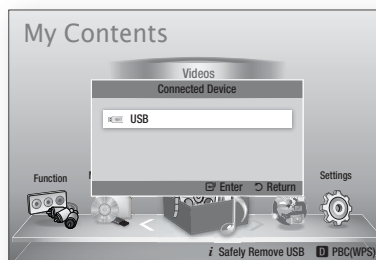 My Contents
Videos
Connected Device
USB
Enter Return
Function
Settings
i Safely Remove USB D PBC(WPS)